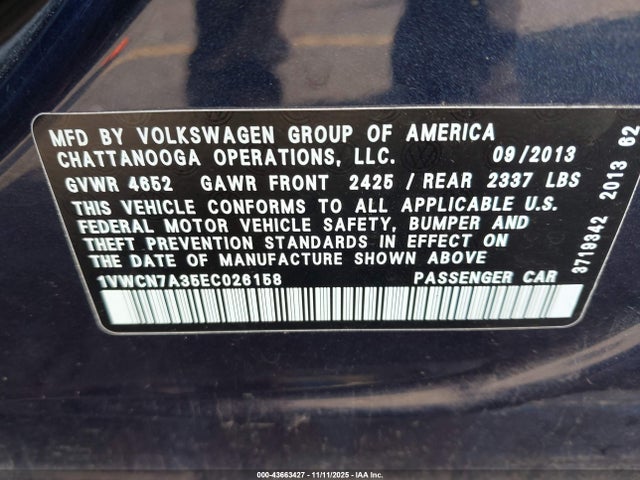 MFD BY VOLKSWAGEN GROUP OF AMERICA
CHATTANOOGA OPERATIONS, LLC. 09/2013
GVWR 4652 GAWR FRONT 2425 / REAR 2337 LBS
THIS VEHICLE CONFORMS TO ALL APPLICABLE U.S.
FEDERAL MOTOR VEHICLE SAFETY, BUMPER AND
THEFT PREVENTION STANDARDS IN EFFECT ON
THE DATE OF MANUFACTURE SHOWN ABOVE
1VWCN7A35EC026158 PASSENGER CAR
3719342 2013 62
000-43663427 - 11/11/2025 - IAA Inc.